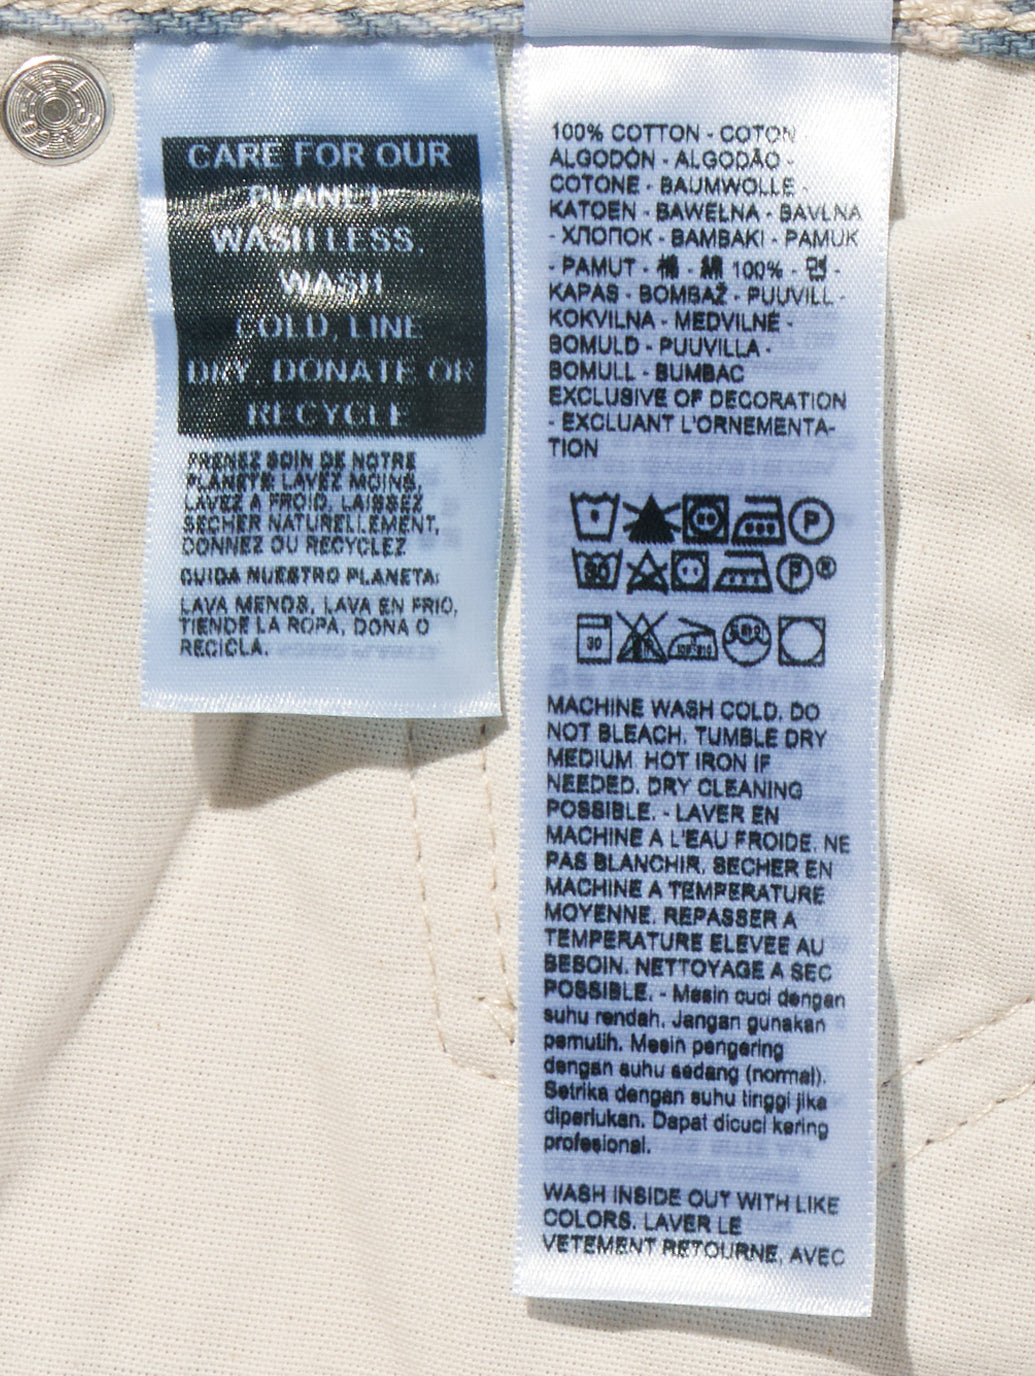 CARE FOR OUR
PLANET
WASH LESS,
WASH
COLD, LINE
DRY, DONATE OR
RECYCLE
PRENEZ SOIN DE NOTRE
PLANETE: LAVEZ MOINS,
LAVEZ A FROID, LAISSEZ
SECHER NATURELLEMENT,
DONNEZ OU RECYCLEZ
CUIDA NUESTRO PLANETA:
LAVA MENOS, LAVA EN FRIO,
TIENDE LA ROPA, DONA O
RECICLA.
100% COTTON - COTON
ALGODÓN - ALGODÃO -
COTONE - BAUMWOLLE -
KATOEN - BAWEŁNA - BAVLNA
- ХЛОПОК - BAMBAKI - PAMUK
- PAMUT - 棉 - 綿 100% - 면 -
KAPAS - BOMBAŽ - PUUVILL -
KOKVILNA - MEDVILNĖ -
BOMULD - PUUVILLA -
BOMULL - BUMBAC
EXCLUSIVE OF DECORATION
- EXCLUANT L'ORNEMENTA-
TION
P
30 P ®
30
MACHINE WASH COLD. DO
NOT BLEACH. TUMBLE DRY
MEDIUM. HOT IRON IF
NEEDED. DRY CLEANING
POSSIBLE. - LAVER EN
MACHINE A L'EAU FROIDE. NE
PAS BLANCHIR. SECHER EN
MACHINE A TEMPERATURE
MOYENNE. REPASSER A
TEMPERATURE ELEVEE AU
BESOIN. NETTOYAGE A SEC
POSSIBLE. - Mesin cuci dengan
suhu rendah. Jangan gunakan
pemutih. Mesin pengering
dengan suhu sedang (normal).
Setrika dengan suhu tinggi jika
diperlukan. Dapat dicuci kering
profesional.
WASH INSIDE OUT WITH LIKE
COLORS. LAVER LE
VETEMENT RETOURNE, AVEC